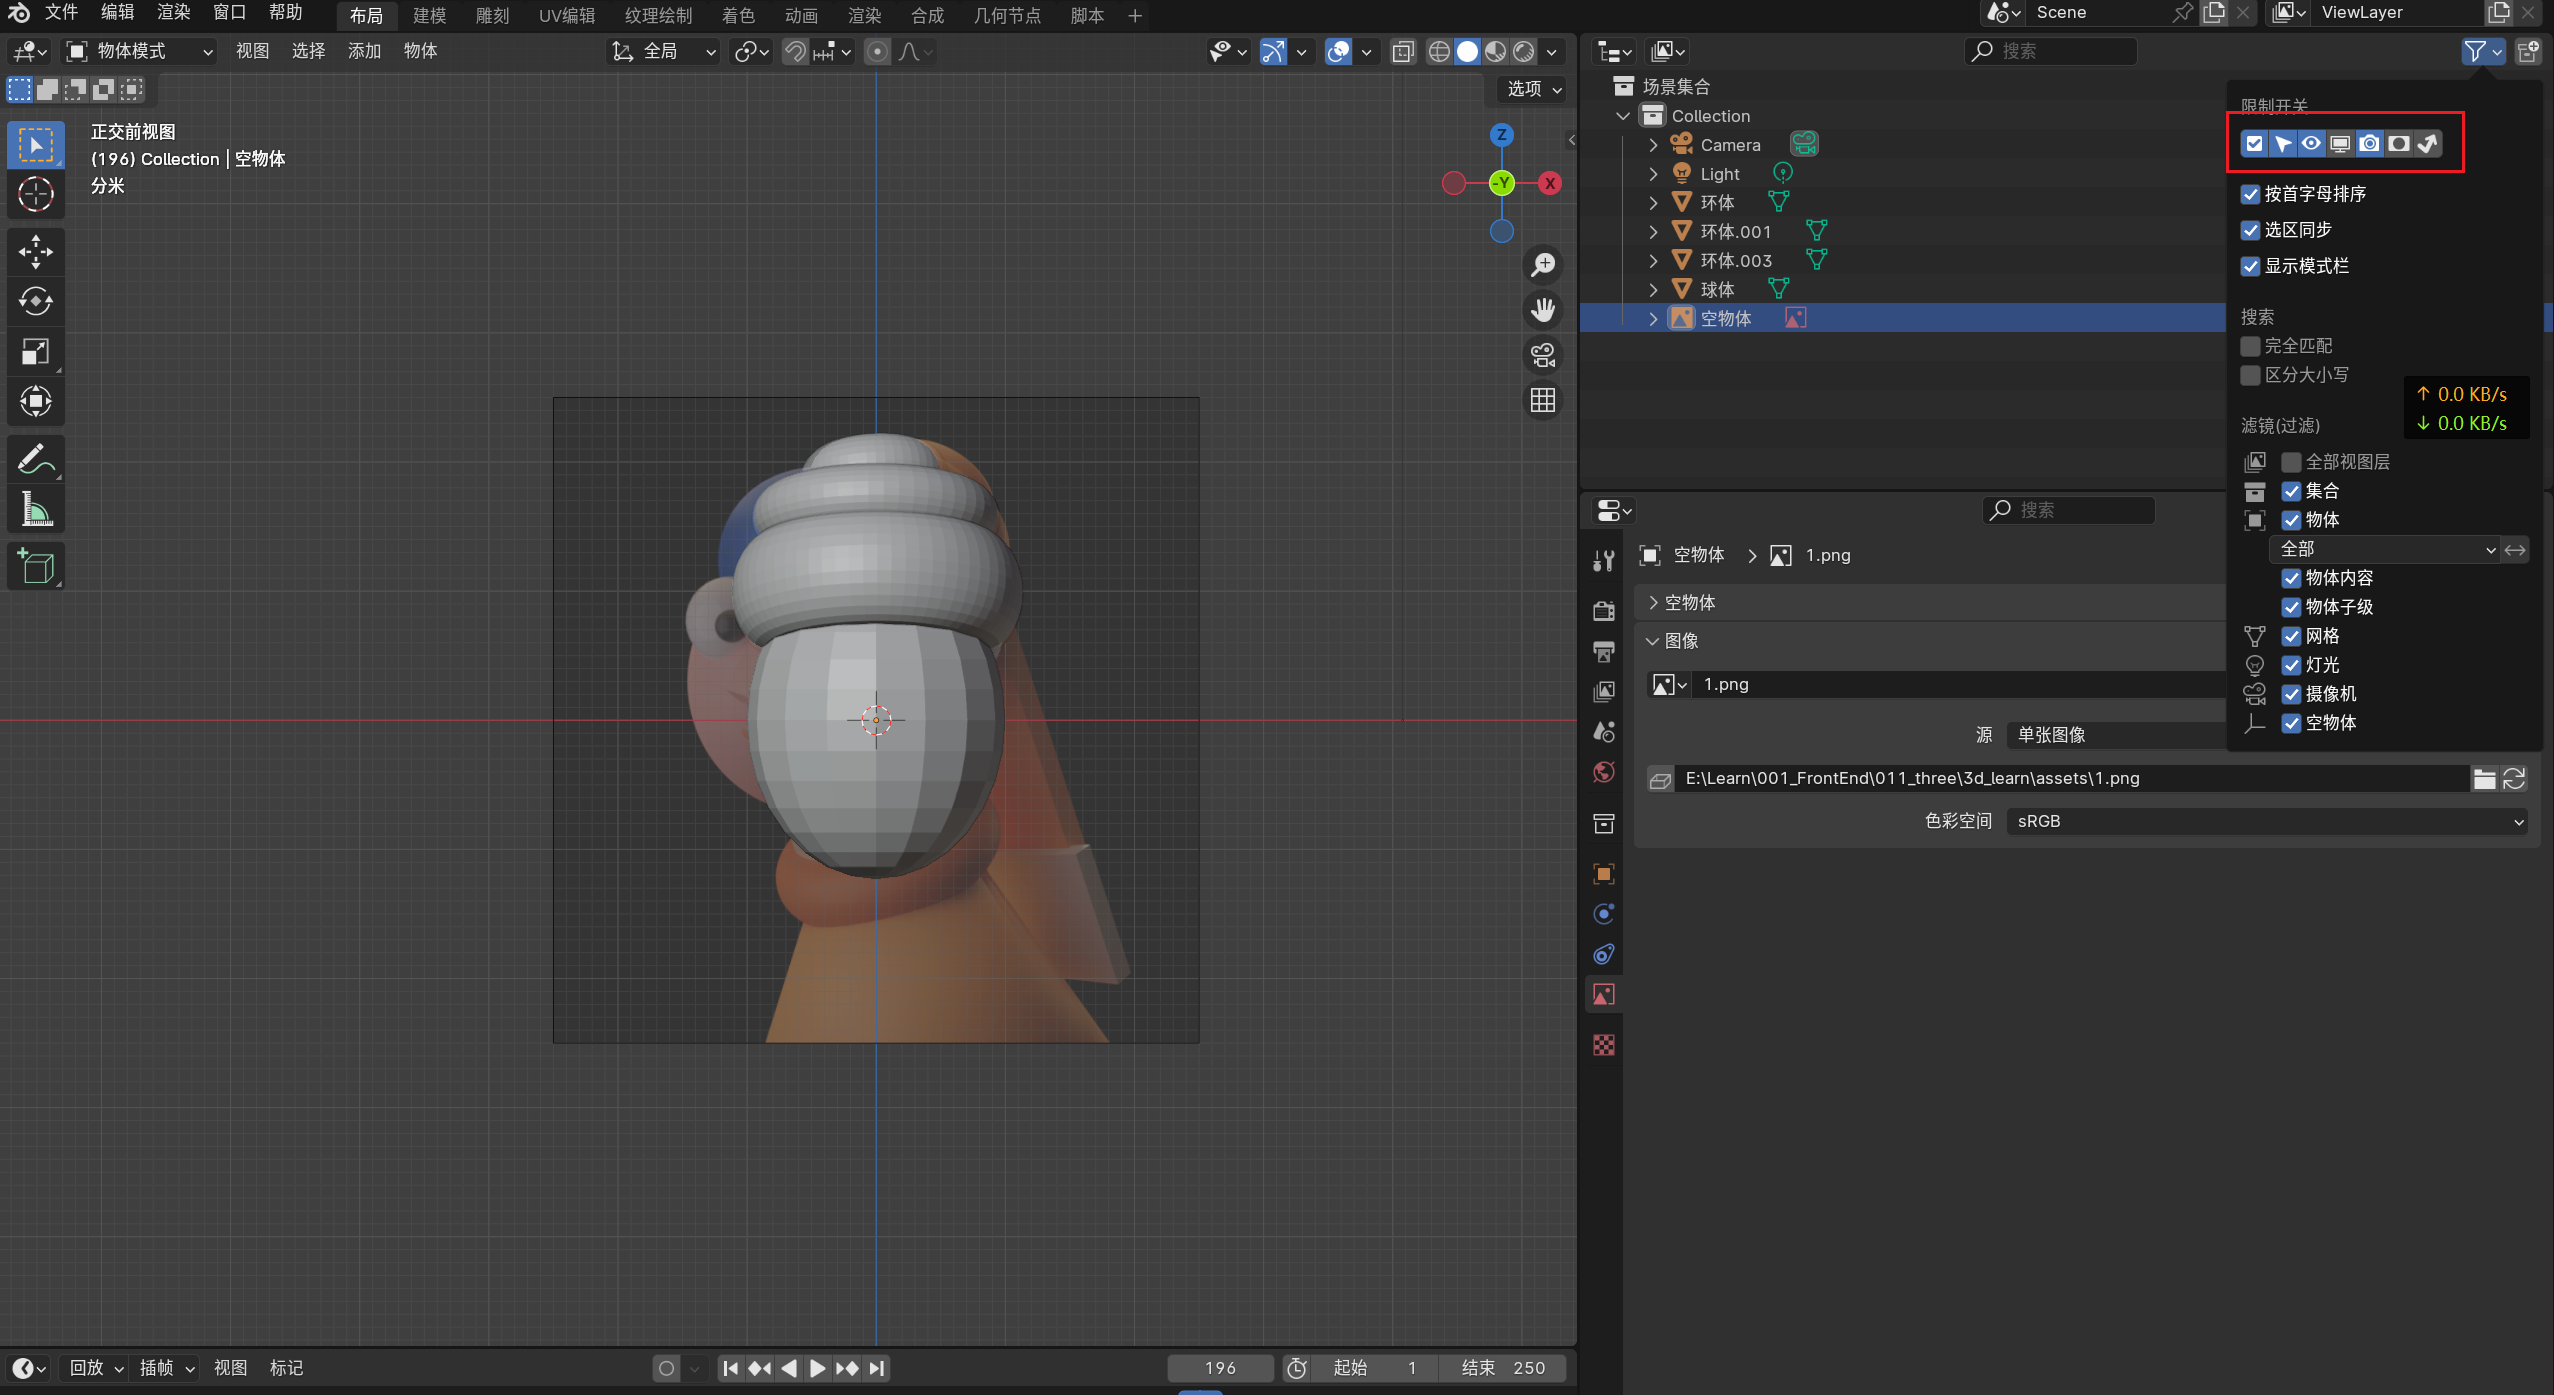 文件 编辑 渲染 窗口 帮助 布局 建模 雕刻 UV编辑 纹理绘制 着色 动画 渲染 合成 几何节点 脚本 Scene ViewLayer
物体模式 视图 选择 添加 物体 全局 搜索
选项
正交前视图
(196) Collection | 空物体
分米
Z
-Y X
场景集合
Collection
Camera
Light
环体
环体.001
环体.003
球体
空物体
限制开关
按首字母排序
选区同步
显示模式栏
搜索
完全匹配
区分大小写
↑ 0.0 KB/s
↓ 0.0 KB/s
滤镜(过滤)
全部视图层
集合
物体
全部
物体内容
物体子级
网格
灯光
摄像机
空物体
搜索
空物体 1.png
空物体
图像
1.png
源 单张图像
E:\Learn\001_FrontEnd\011_three\3d_learn\assets\1.png
色彩空间 sRGB
回放 插帧 视图 标记 196 起始 1 结束 250